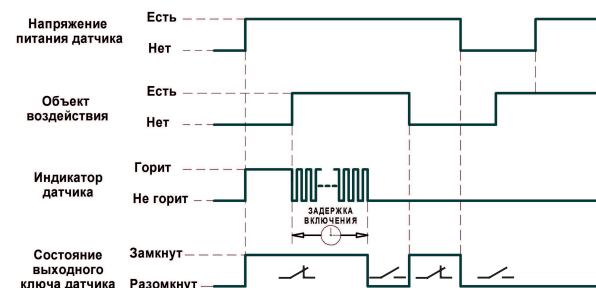 Напряжение
питания датчика
Есть
Нет
Объект
воздействия
Есть
Нет
Индикатор
датчика
Горит
Не горит
ЗАДЕРЖКА
ВКЛЮЧЕНИЯ
Состояние
выходного
ключа датчика
Замкнут
Разомкнут